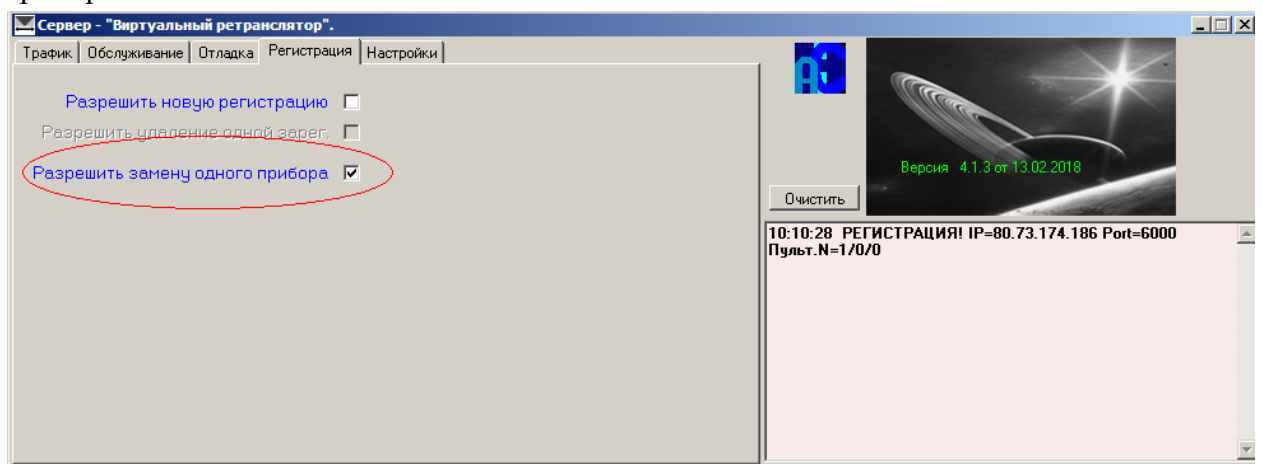 Сервер - "Виртуальный ретранслятор".
Трафик Обслуживание Отладка Регистрация Настройки
Разрешить новую регистрацию
Разрешить удаление одной зарег.
Разрешить замену одного прибора
АС
Версия 4.1.3 от 13.02.2018
Очистить
10:10:28 РЕГИСТРАЦИЯ! IP=80.73.174.186 Port=6000
Пульт.N=1/0/0